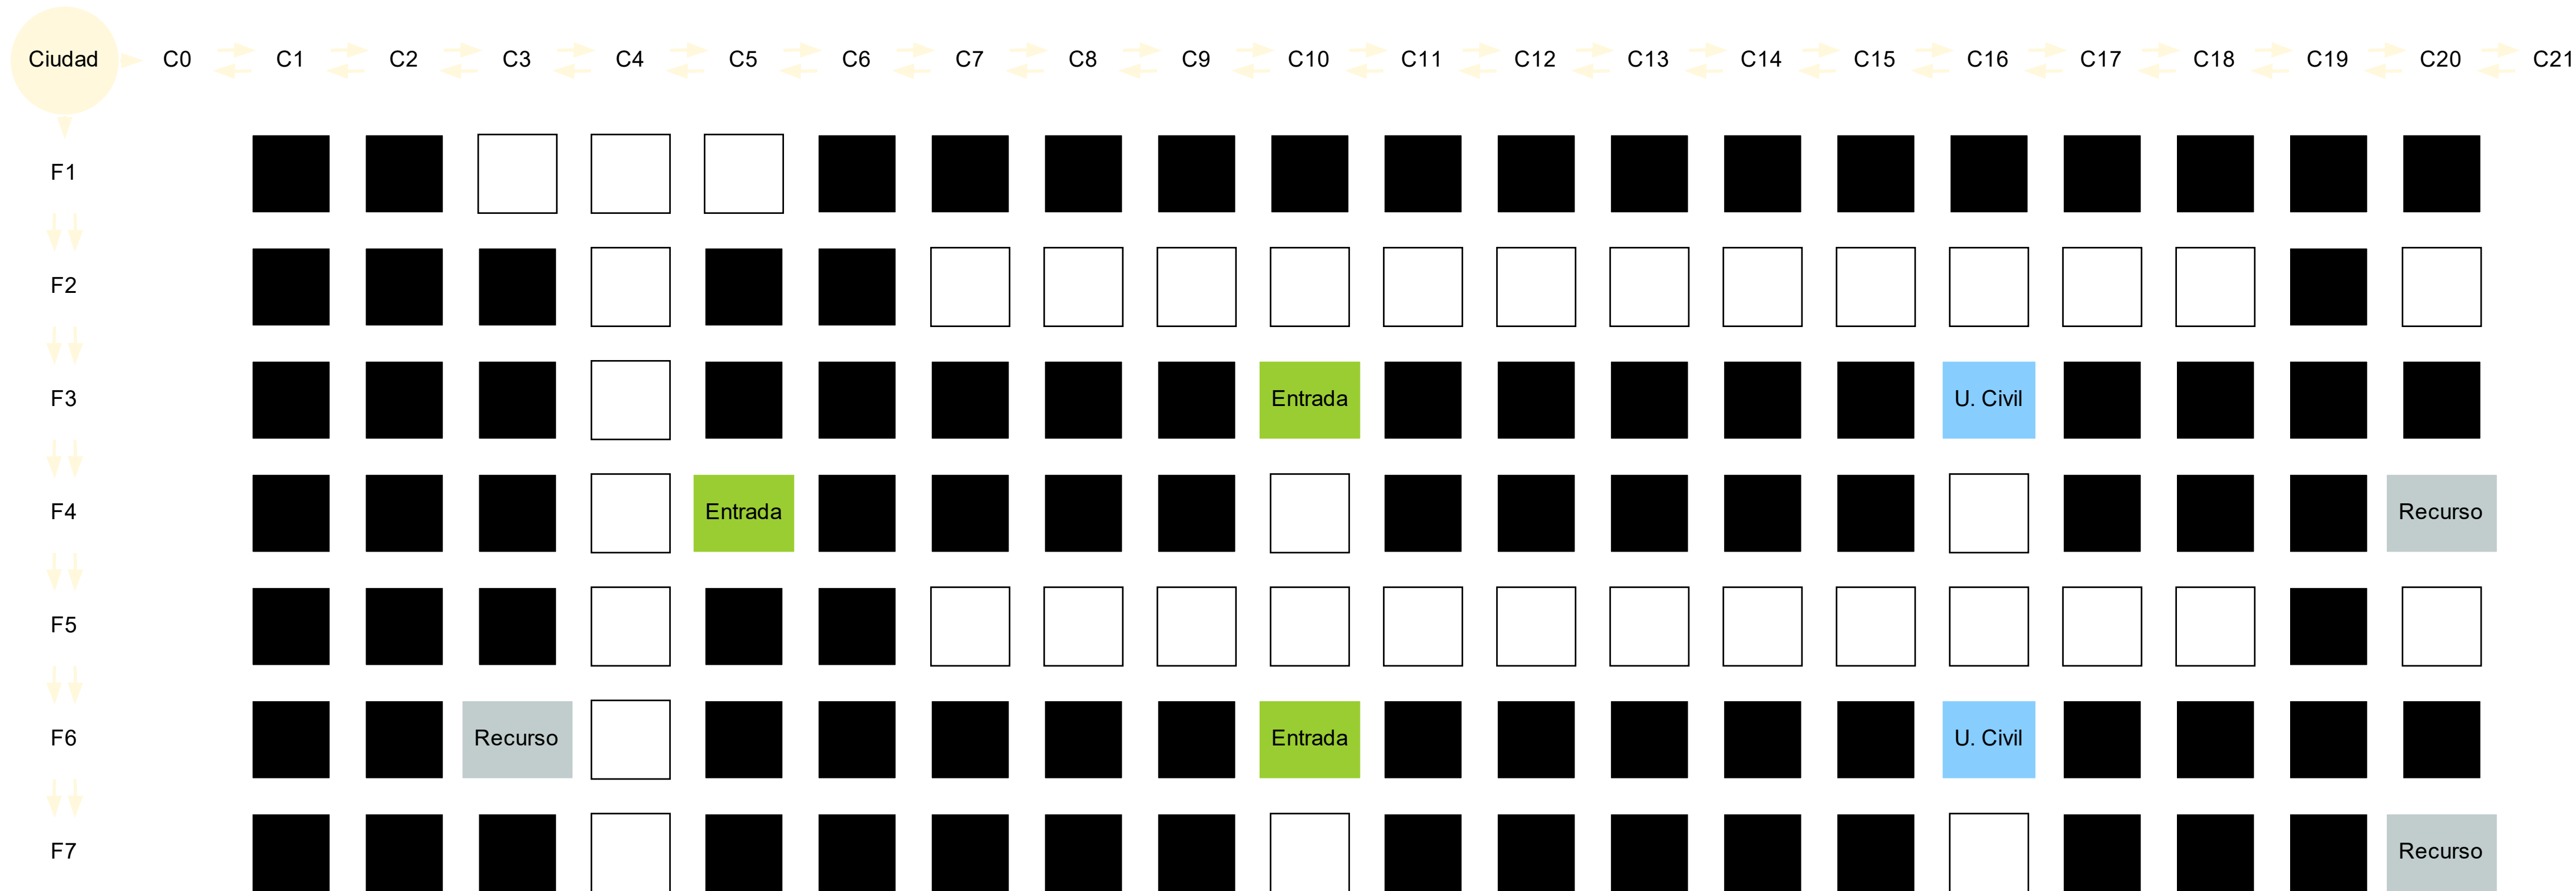 Ciudad C0 C1 C2 C3 C4 C5 C6 C7 C8 C9 C10 C11 C12 C13 C14 C15 C16 C17 C18 C19 C20 C21
F1
F2
F3 Entrada U. Civil
F4 Entrada Recurso
F5
F6 Recurso Entrada U. Civil
F7 Recurso